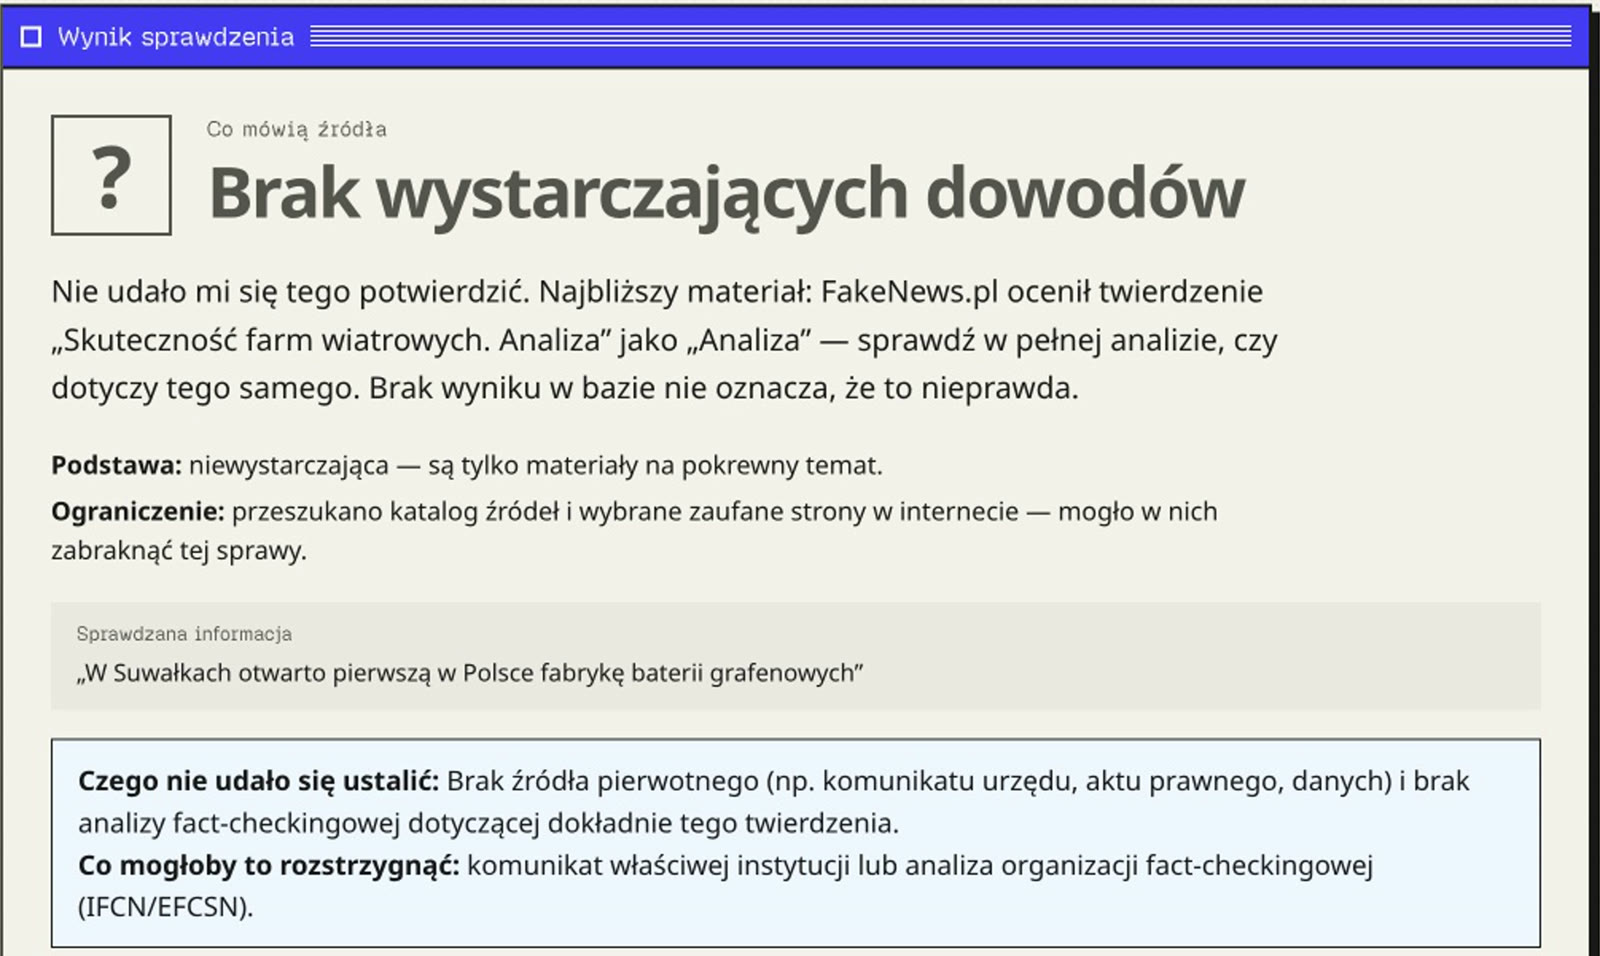 Wynik sprawdzenia
?
Co mówią źródła
Brak wystarczających dowodów
Nie udało mi się tego potwierdzić. Najbliższy materiał: FakeNews.pl ocenił twierdzenie
„Skuteczność farm wiatrowych. Analiza” jako „Analiza” — sprawdź w pełnej analizie, czy
dotyczy tego samego. Brak wyniku w bazie nie oznacza, że to nieprawda.
Podstawa: niewystarczająca — są tylko materiały na pokrewny temat.
Ograniczenie: przeszukano katalog źródeł i wybrane zaufane strony w internecie — mogło w nich
zabraknąć tej sprawy.
Sprawdzana informacja
„W Suwałkach otwarto pierwszą w Polsce fabrykę baterii grafenowych”
Czego nie udało się ustalić: Brak źródła pierwotnego (np. komunikatu urzędu, aktu prawnego, danych) i brak
analizy fact-checkingowej dotyczącej dokładnie tego twierdzenia.
Co mogłoby to rozstrzygnąć: komunikat właściwej instytucji lub analiza organizacji fact-checkingowej
(IFCN/EFCSN).